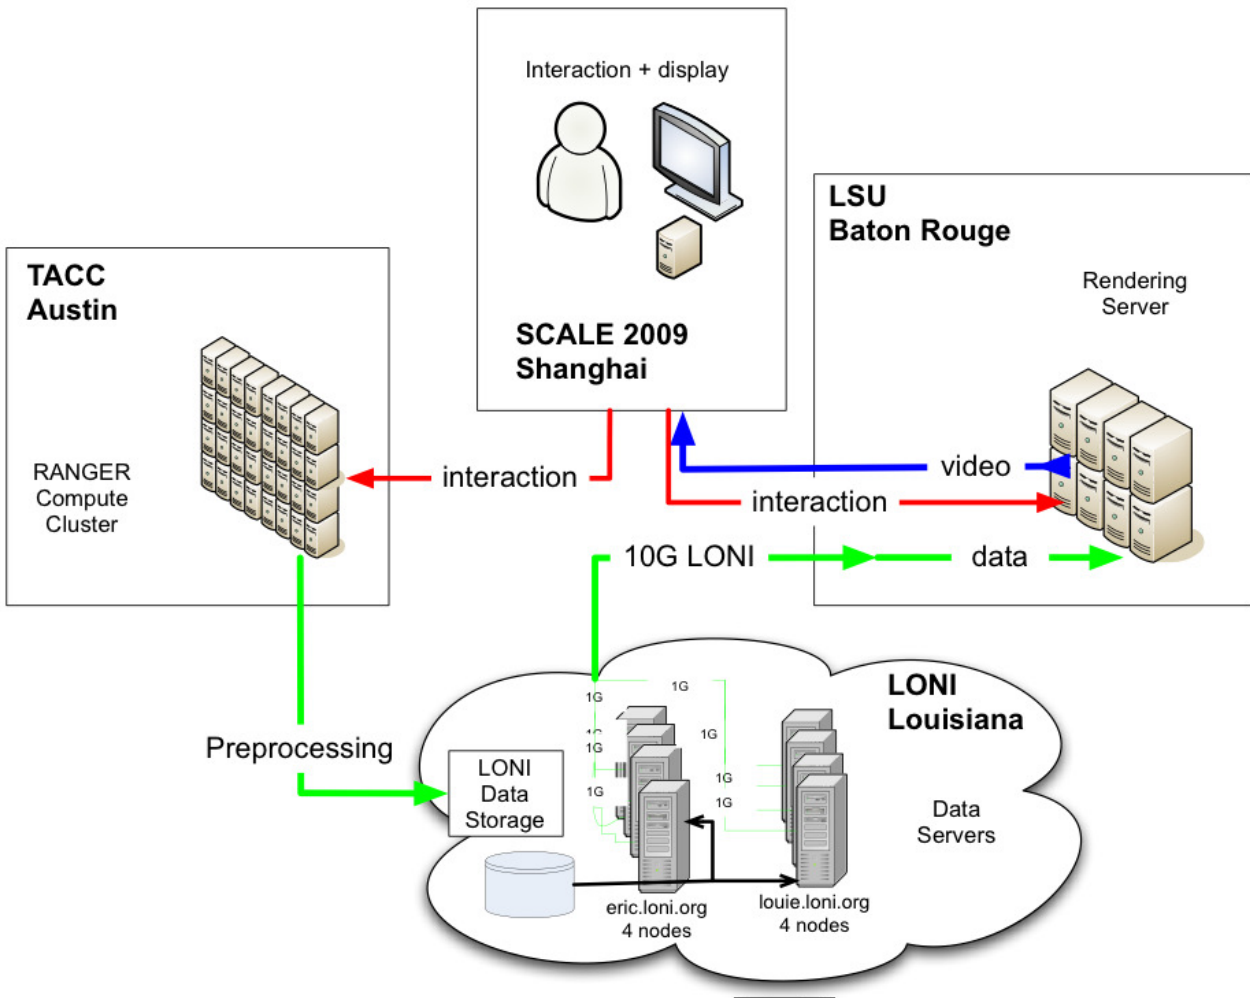 Interaction + display
SCALE 2009
Shanghai
LSU
Baton Rouge
Rendering
Server
TACC
Austin
RANGER
Compute
Cluster
interaction
video
interaction
10G LONI
data
Preprocessing
LONI
Louisiana
1G
1G
1G
1G
1G
1G
1G
LONI
Data
Storage
Data
Servers
eric.loni.org
4 nodes
louie.loni.org
4 nodes